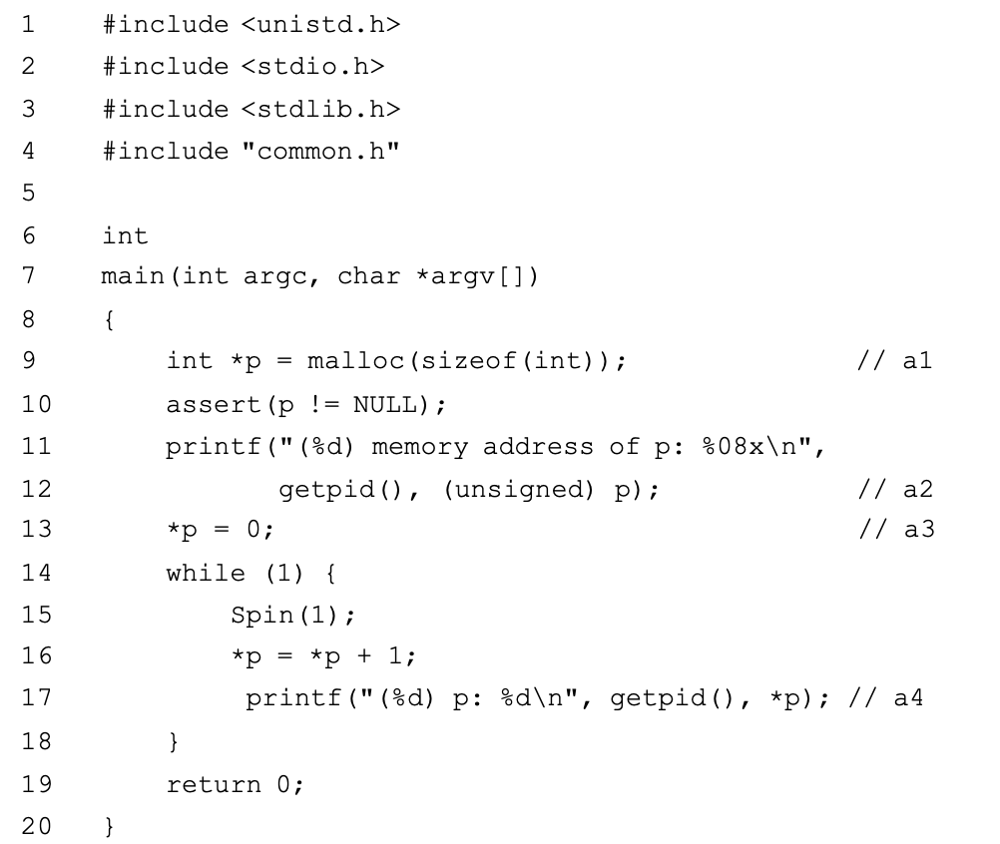 1 #include <unistd.h>
2 #include <stdio.h>
3 #include <stdlib.h>
4 #include "common.h"
5
6 int
7 main(int argc, char *argv[])
8 {
9 int *p = malloc(sizeof(int)); // a1
10 assert(p != NULL);
11 printf("(%d) memory address of p: %08x\n",
12 getpid(), (unsigned) p); // a2
13 *p = 0; // a3
14 while (1) {
15 Spin(1);
16 *p = *p + 1;
17 printf("(%d) p: %d\n", getpid(), *p); // a4
18 }
19 return 0;
20 }